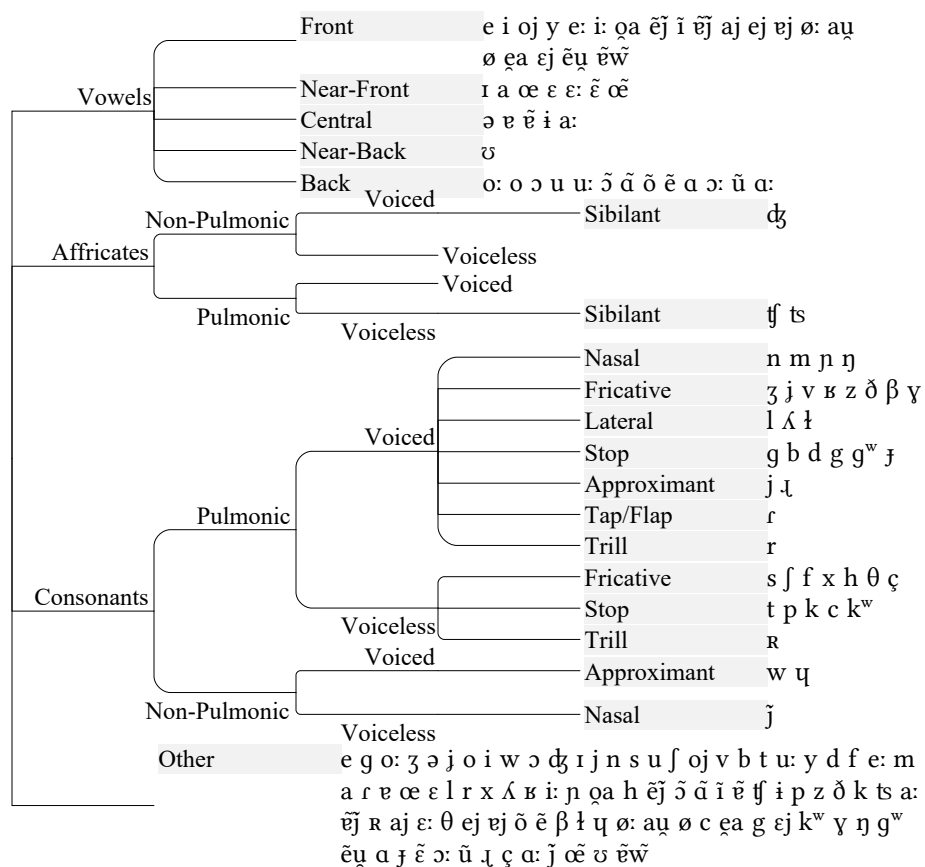 Front e i oj y eː iː o̯a ẽj̃ ĩ ɐ̃j̃ aj ej ɐj øː au̯
ø e̯a ɛj ẽu̯ ɐ̃w̃
Vowels
Near-Front ɪ a œ ɛ ɛː ɛ̃ œ̃
Central ə ɐ ɐ̃ ɨ aː
Near-Back ʊ
Back oː o ɔ u uː ɔ̃ ɑ̃ õ ẽ ɑ ɔː ũ ɑː
Voiced
Non-Pulmonic
Sibilant ʤ
Affricates
Voiceless
Voiced
Pulmonic
Voiceless
Sibilant ʧ ʦ
Nasal n m ɲ ŋ
Fricative ʒ ʝ v ʁ z ð β ɣ
Lateral l ʎ ɫ
Voiced
Stop ɡ b d g ɡʷ ɟ
Approximant j ɻ
Pulmonic
Tap/Flap ɾ
Trill r
Fricative s ʃ f x h θ ç
Consonants
Stop t p k c kʷ
Voiceless
Trill ʀ
Voiced
Approximant w ɥ
Non-Pulmonic
Nasal j̃
Voiceless
Other e ɡ oː ʒ ə ʝ o i w ɔ ʤ ɪ j n s u ʃ oj v b t uː y d f eː m
a ɾ ɐ œ ɛ l r x ʎ ʁ iː ɲ o̯a h ẽj̃ ɔ̃ ɑ̃ ĩ ɐ̃ ʧ ɨ p z ð k ʦ aː
ɐ̃j̃ ʀ aj ɛː θ ej ɐj õ ẽ β ɫ ɥ øː au̯ ø c e̯a g ɛj kʷ ɣ ŋ ɡʷ
ẽu̯ ɑ ɟ ɛ̃ ɔː ũ ɻ ç ɑː j̃ œ̃ ʊ ɐ̃w̃